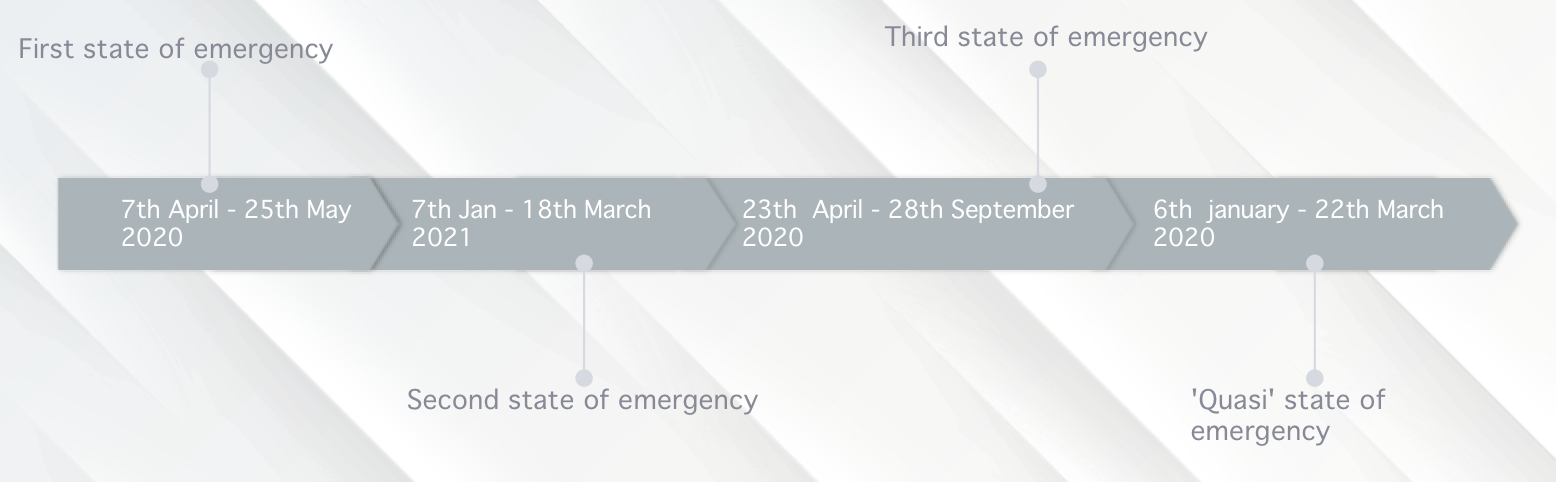 First state of emergency
Third state of emergency
7th April - 25th May
2020
7th Jan - 18th March
2021
23th  April - 28th September
2020
6th  january - 22th March
2020
Second state of emergency
'Quasi' state of
emergency